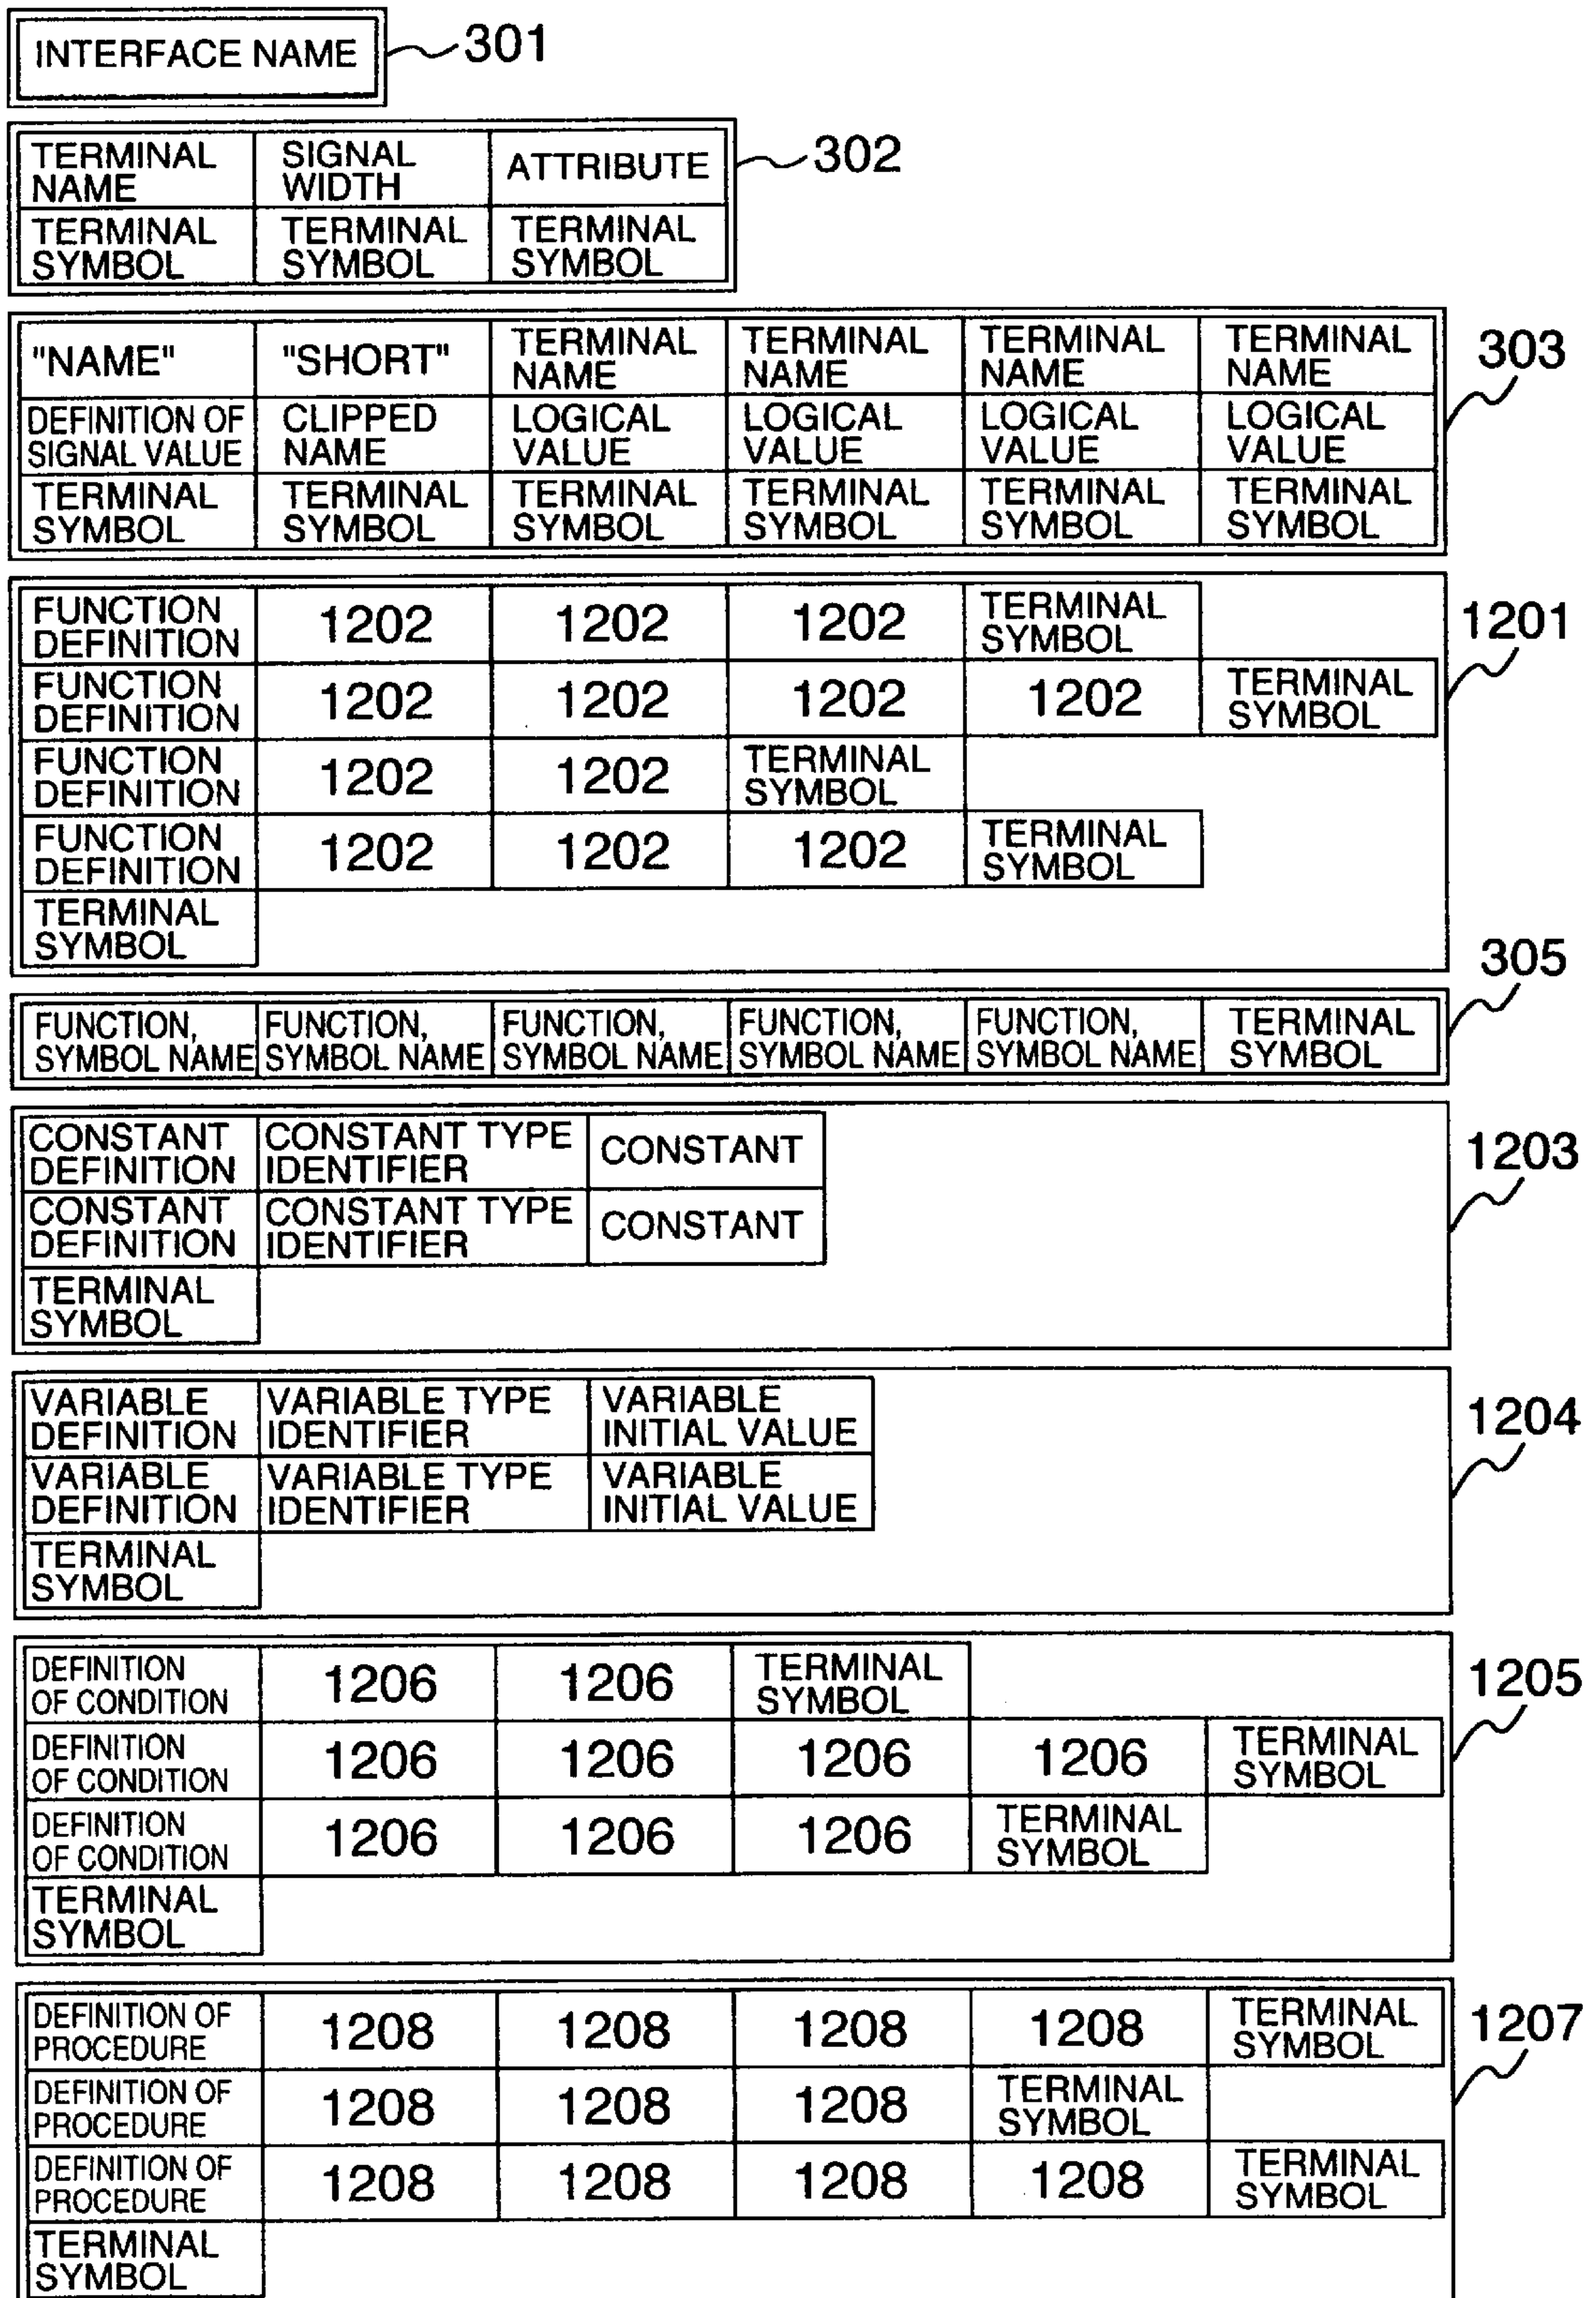 INTERFACE NAME 301
TERMINAL NAME SIGNAL WIDTH ATTRIBUTE 302
TERMINAL SYMBOL TERMINAL SYMBOL TERMINAL SYMBOL
"NAME" "SHORT" TERMINAL NAME TERMINAL NAME TERMINAL NAME TERMINAL NAME 303
DEFINITION OF SIGNAL VALUE CLIPPED NAME LOGICAL VALUE LOGICAL VALUE LOGICAL VALUE LOGICAL VALUE
TERMINAL SYMBOL TERMINAL SYMBOL TERMINAL SYMBOL TERMINAL SYMBOL TERMINAL SYMBOL TERMINAL SYMBOL
FUNCTION DEFINITION 1202 1202 1202 TERMINAL SYMBOL 1201
FUNCTION DEFINITION 1202 1202 1202 1202 TERMINAL SYMBOL
FUNCTION DEFINITION 1202 1202 TERMINAL SYMBOL
FUNCTION DEFINITION 1202 1202 1202 TERMINAL SYMBOL
TERMINAL SYMBOL
305
FUNCTION, SYMBOL NAME FUNCTION, SYMBOL NAME FUNCTION, SYMBOL NAME FUNCTION, SYMBOL NAME FUNCTION, SYMBOL NAME TERMINAL SYMBOL
CONSTANT DEFINITION CONSTANT TYPE IDENTIFIER CONSTANT 1203
CONSTANT DEFINITION CONSTANT TYPE IDENTIFIER CONSTANT
TERMINAL SYMBOL
VARIABLE DEFINITION VARIABLE TYPE IDENTIFIER VARIABLE INITIAL VALUE 1204
VARIABLE DEFINITION VARIABLE TYPE IDENTIFIER VARIABLE INITIAL VALUE
TERMINAL SYMBOL
DEFINITION OF CONDITION 1206 1206 TERMINAL SYMBOL 1205
DEFINITION OF CONDITION 1206 1206 1206 1206 TERMINAL SYMBOL
DEFINITION OF CONDITION 1206 1206 1206 TERMINAL SYMBOL
TERMINAL SYMBOL
DEFINITION OF PROCEDURE 1208 1208 1208 1208 TERMINAL SYMBOL 1207
DEFINITION OF PROCEDURE 1208 1208 1208 TERMINAL SYMBOL
DEFINITION OF PROCEDURE 1208 1208 1208 1208 TERMINAL SYMBOL
TERMINAL SYMBOL